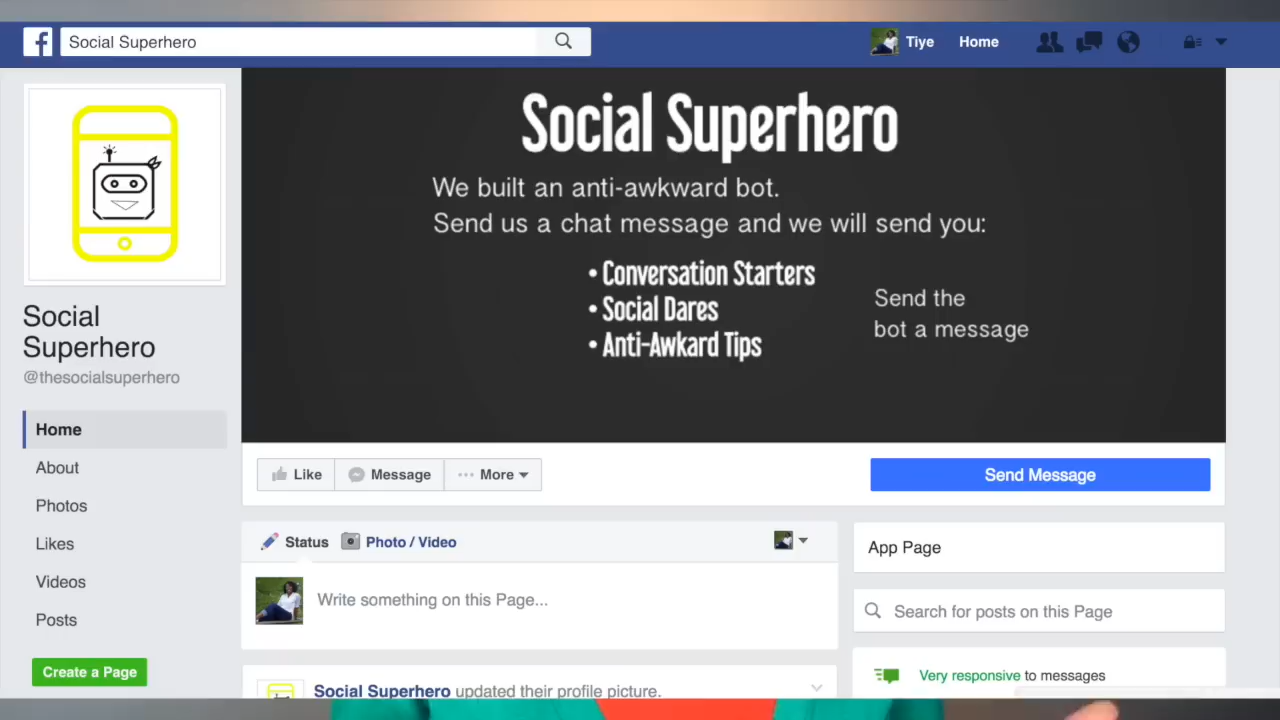 Social Superhero
Tiye
Home
Social Superhero
We built an anti-awkward bot.
Send us a chat message and we will send you:
• Conversation Starters
• Social Dares
• Anti-Awkard Tips
Send the
bot a message
Social
Superhero
@thesocialsuperhero
Home
About
Photos
Likes
Videos
Posts
Create a Page
Like
Message
More
Send Message
Status
Photo / Video
Write something on this Page...
Social Superhero updated their profile picture.
App Page
Search for posts on this Page
Very responsive to messages